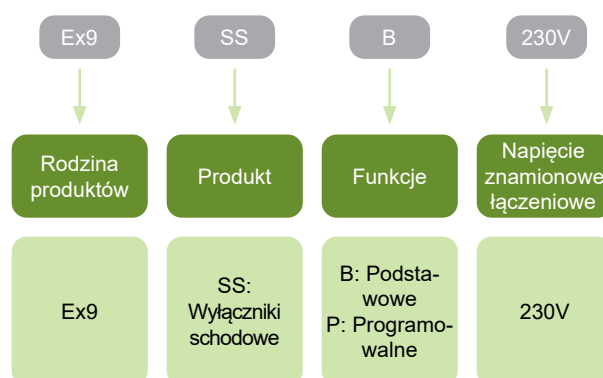 Ex9
SS
B
230V
Rodzina
produktów
Produkt
Funkcje
Napięcie
znamionowe
łączeniowe
Ex9
SS:
Wyłączniki
schodowe
B: Podsta-
wowe
P: Programo-
walne
230V